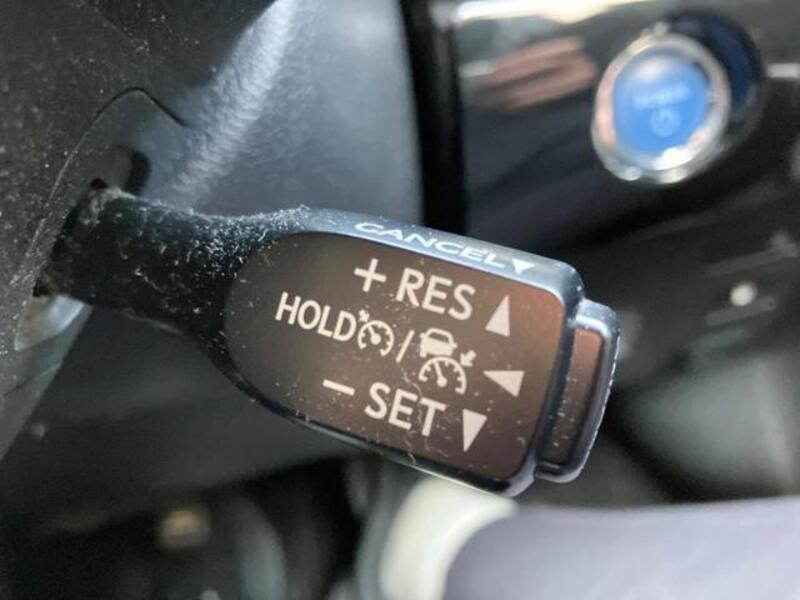 CANCEL
+ RES
HOLD /
- SET